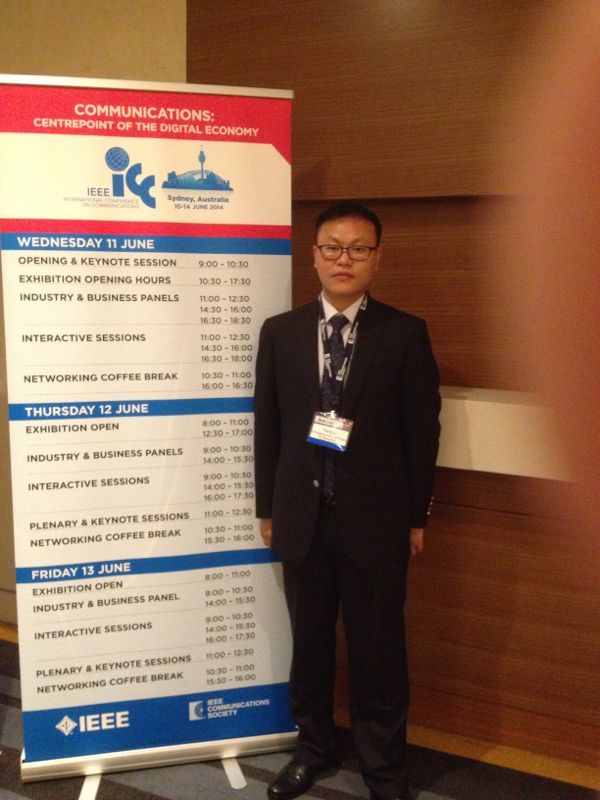 COMMUNICATIONS:
CENTREPOINT OF THE DIGITAL ECONOMY
IEEE icc
INTERNATIONAL CONFERENCE
ON COMMUNICATIONS
Sydney, Australia
10-14 JUNE 2014
WEDNESDAY 11 JUNE
OPENING & KEYNOTE SESSION 9:00 - 10:30
EXHIBITION OPENING HOURS 10:30 - 17:30
INDUSTRY & BUSINESS PANELS 11:00 - 12:30
14:30 - 16:00
16:30 - 18:30
INTERACTIVE SESSIONS 11:00 - 12:30
14:30 - 16:00
16:30 - 18:00
NETWORKING COFFEE BREAK 10:30 - 11:00
16:00 - 16:30
THURSDAY 12 JUNE
EXHIBITION OPEN 8:00 - 11:00
12:30 - 17:00
INDUSTRY & BUSINESS PANELS 9:00 - 10:30
14:00 - 15:30
INTERACTIVE SESSIONS 9:00 - 10:30
14:00 - 15:30
16:00 - 17:30
PLENARY & KEYNOTE SESSIONS 11:00 - 12:30
NETWORKING COFFEE BREAK 10:30 - 11:00
15:30 - 16:00
FRIDAY 13 JUNE
EXHIBITION OPEN 8:00 - 11:00
INDUSTRY & BUSINESS PANEL 9:00 - 10:30
14:00 - 15:30
INTERACTIVE SESSIONS 9:00 - 10:30
14:00 - 15:30
16:00 - 17:30
PLENARY & KEYNOTE SESSIONS 11:00 - 12:30
NETWORKING COFFEE BREAK 10:30 - 11:00
15:30 - 16:00
IEEE
IEEE
COMMUNICATIONS
SOCIETY